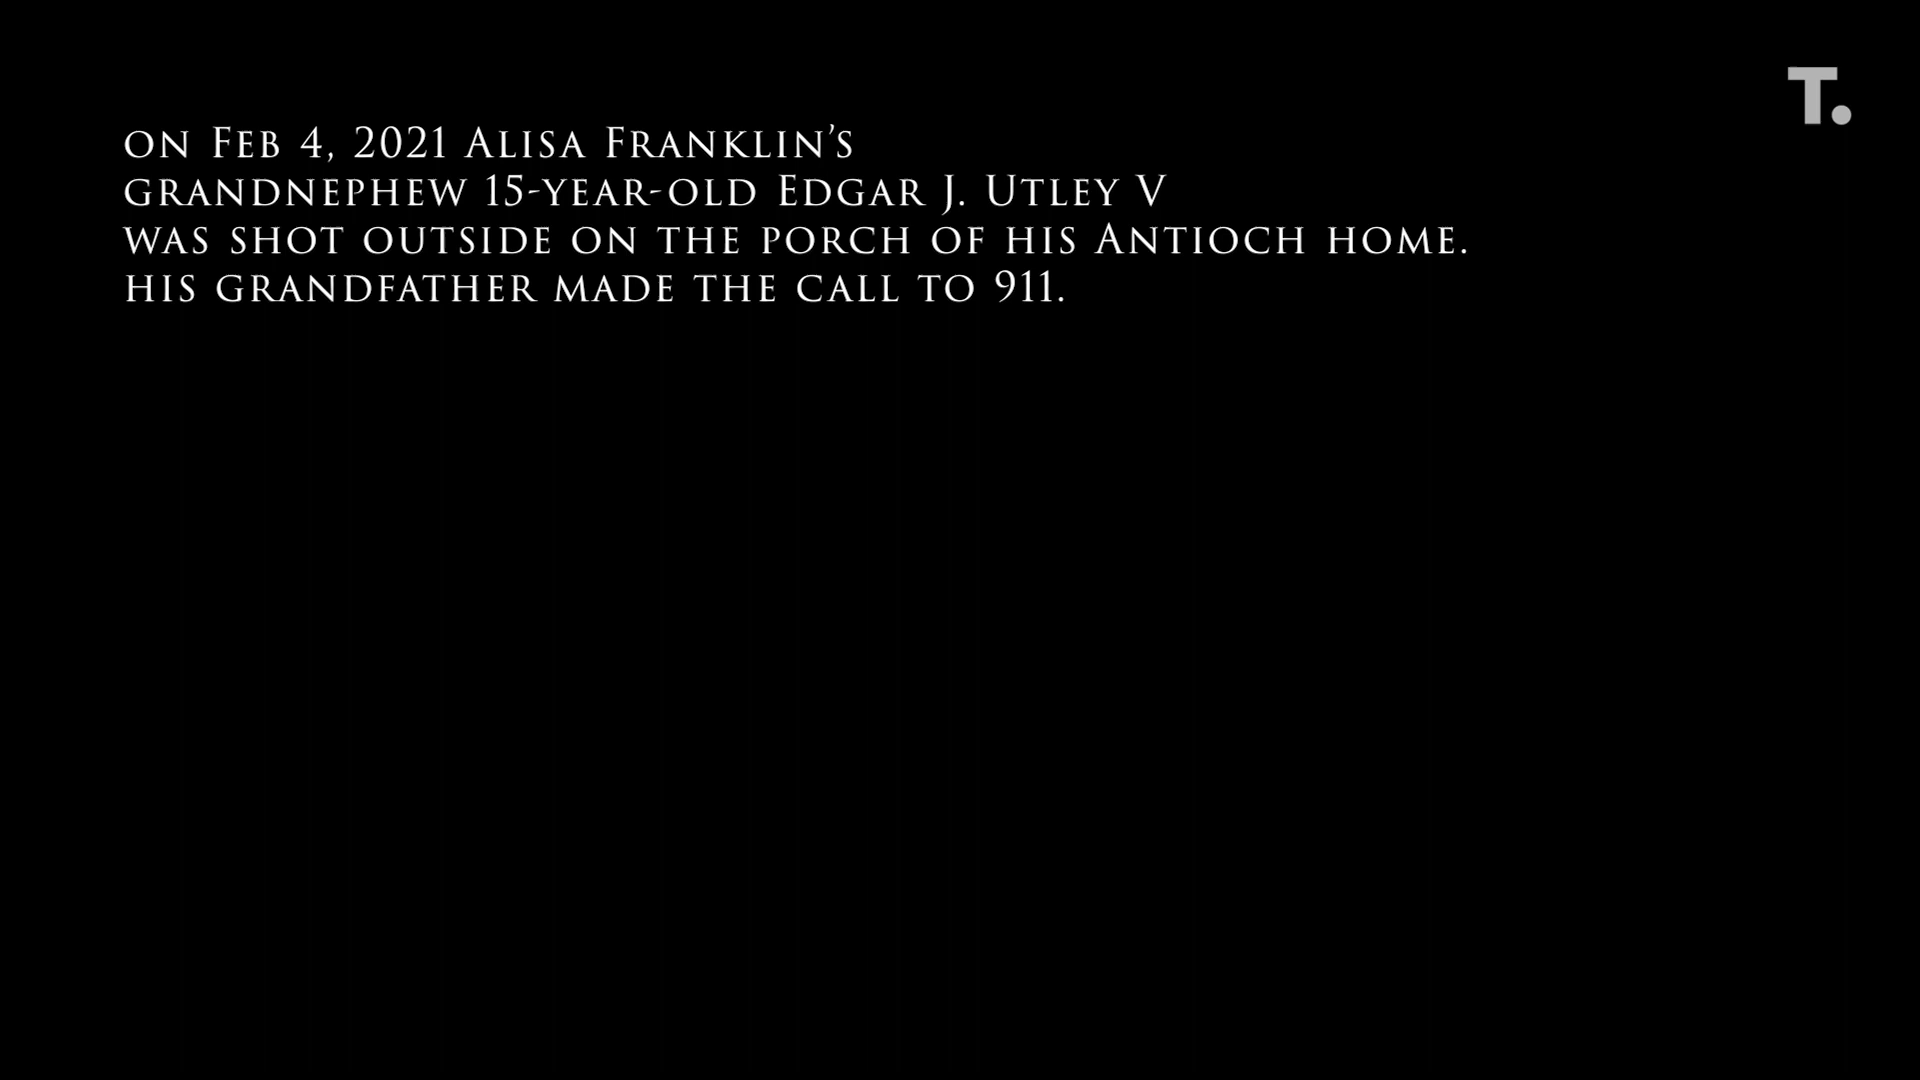 on Feb 4, 2021 Alisa Franklin’s
grandnephew 15-year-old Edgar J. Utley V
was shot outside on the porch of his Antioch home.
his grandfather made the call to 911.
T.